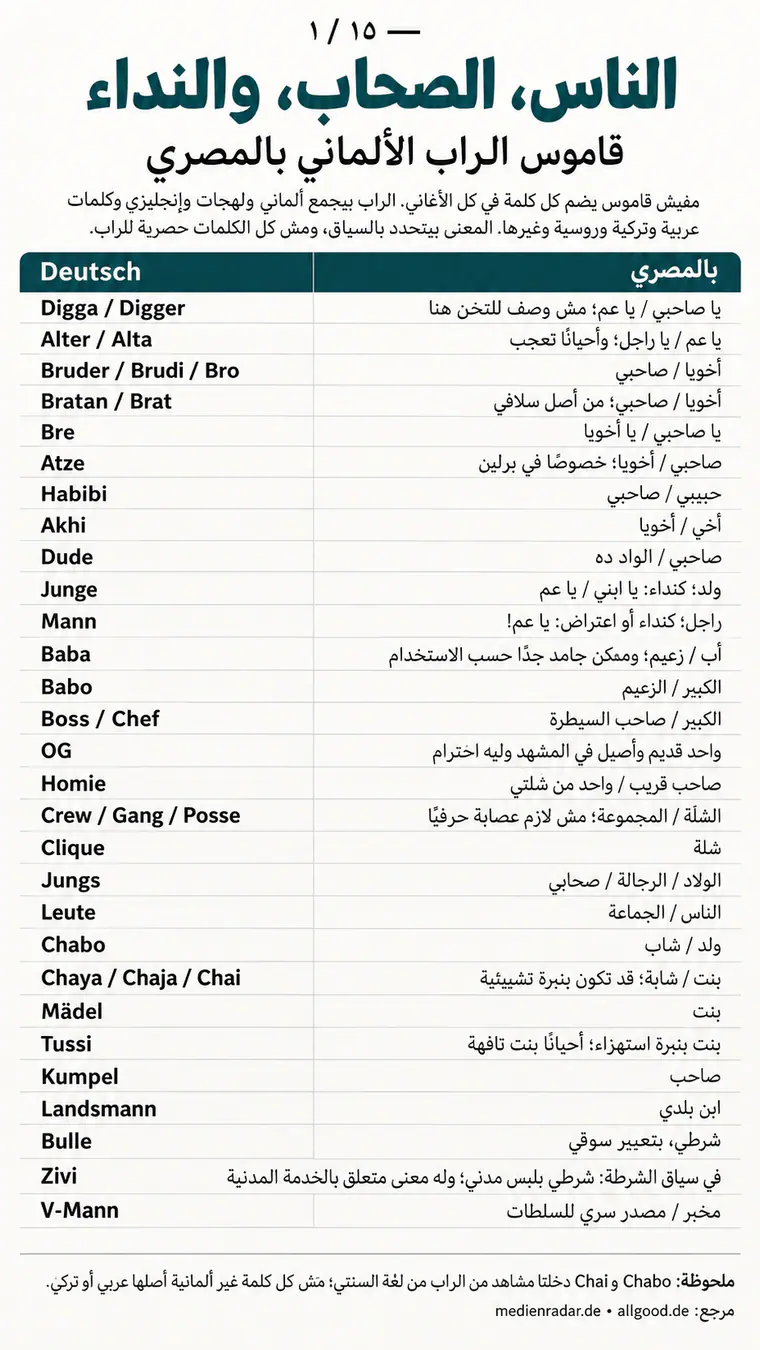 ١ / ١٥ —
الناس، الصحاب، والنداء
قاموس الراب الألماني بالمصري
مفيش قاموس يضم كل كلمة في كل الأغاني. الراب بيجمع ألماني ولهجات وإنجليزي وكلمات
عربية وتركية وروسية وغيرها. المعنى بيتحدد بالسياق، ومش كل الكلمات حصرية للراب.
Deutsch بالمصري
Digga / Digger يا صاحبي / يا عم؛ مش وصف للتخن هنا
Alter / Alta يا عم / يا راجل؛ وأحيانًا تعجب
Bruder / Brudi / Bro أخويا / صاحبي
Bratan / Brat أخويا / صاحبي؛ من أصل سلافي
Bre يا صاحبي / يا أخويا
Atze صاحبي / أخويا؛ خصوصًا في برلين
Habibi حبيبي / صاحبي
Akhi أخي / أخويا
Dude صاحبي / الواد ده
Junge ولد؛ كنداء: يا ابني / يا عم
Mann راجل؛ كنداء أو اعتراض: يا عم!
Baba أب / زعيم؛ وممكن جامد جدًا حسب الاستخدام
Babo الكبير / الزعيم
Boss / Chef الكبير / صاحب السيطرة
OG واحد قديم وأصيل في المشهد وليه احترام
Homie صاحب قريب / واحد من شلتي
Crew / Gang / Posse الشلّة / المجموعة؛ مش لازم عصابة حرفيًا
Clique شلة
Jungs الولاد / الرجالة / صحابي
Leute الناس / الجماعة
Chabo ولد / شاب
Chaya / Chaja / Chai بنت / شابة؛ قد تكون بنبرة تشييئية
Mädel بنت
Tussi بنت بنبرة استهزاء؛ أحيانًا بنت تافهة
Kumpel صاحب
Landsmann ابن بلدي
Bulle شرطي، بتعبير سوقي
Zivi في سياق الشرطة: شرطي بلبس مدني؛ وله معنى متعلق بالخدمة المدنية
V-Mann مخبر / مصدر سري للسلطات
ملحوظة: Chabo و Chai دخلتا مشاهد من الراب من لغة السنتي؛ مش كل كلمة غير ألمانية أصلها عربي أو تركي.
مرجع: medienradar.de • allgood.de